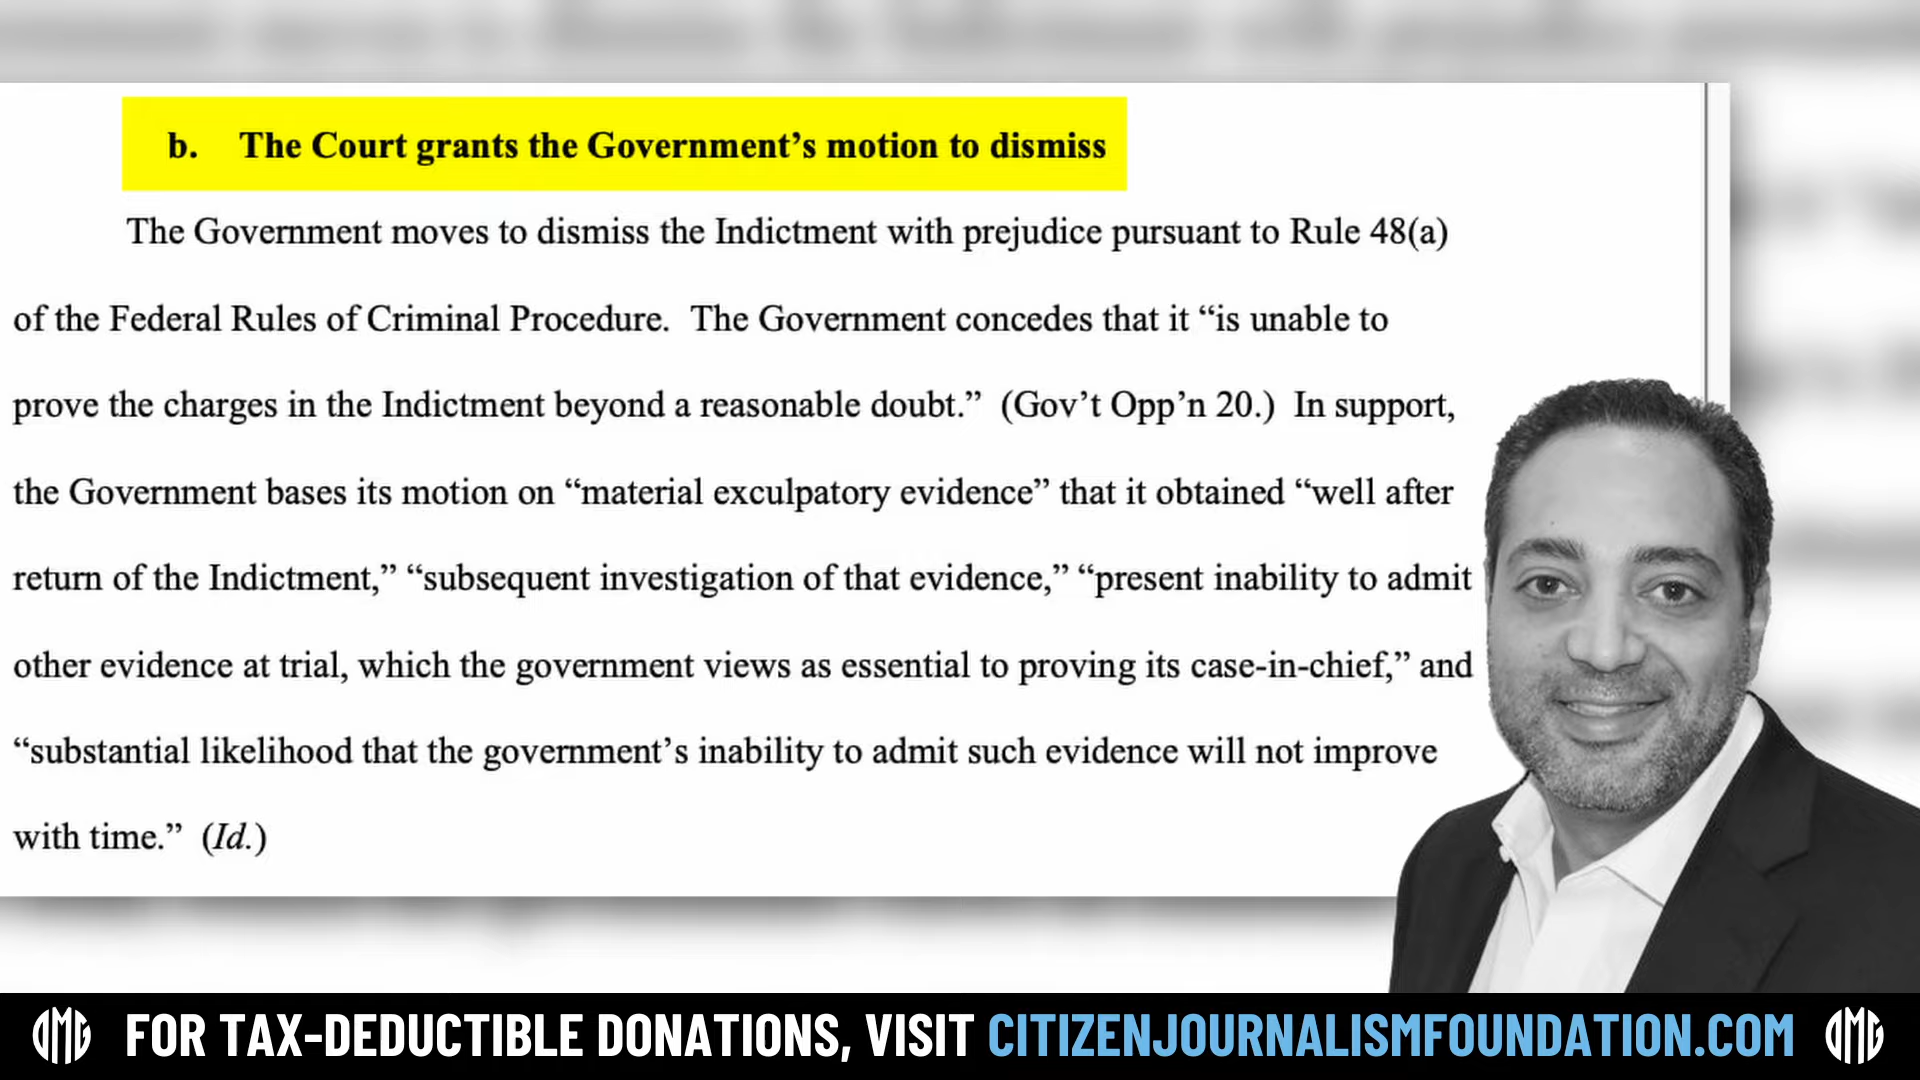 b. The Court grants the Government’s motion to dismiss
The Government moves to dismiss the Indictment with prejudice pursuant to Rule 48(a)
of the Federal Rules of Criminal Procedure. The Government concedes that it “is unable to
prove the charges in the Indictment beyond a reasonable doubt.” (Gov’t Opp’n 20.) In support,
the Government bases its motion on “material exculpatory evidence” that it obtained “well after
return of the Indictment,” “subsequent investigation of that evidence,” “present inability to admit
other evidence at trial, which the government views as essential to proving its case-in-chief,” and
“substantial likelihood that the government’s inability to admit such evidence will not improve
with time.” (Id.)
OMG FOR TAX-DEDUCTIBLE DONATIONS, VISIT CITIZENJOURNALISMFOUNDATION.COM OMG